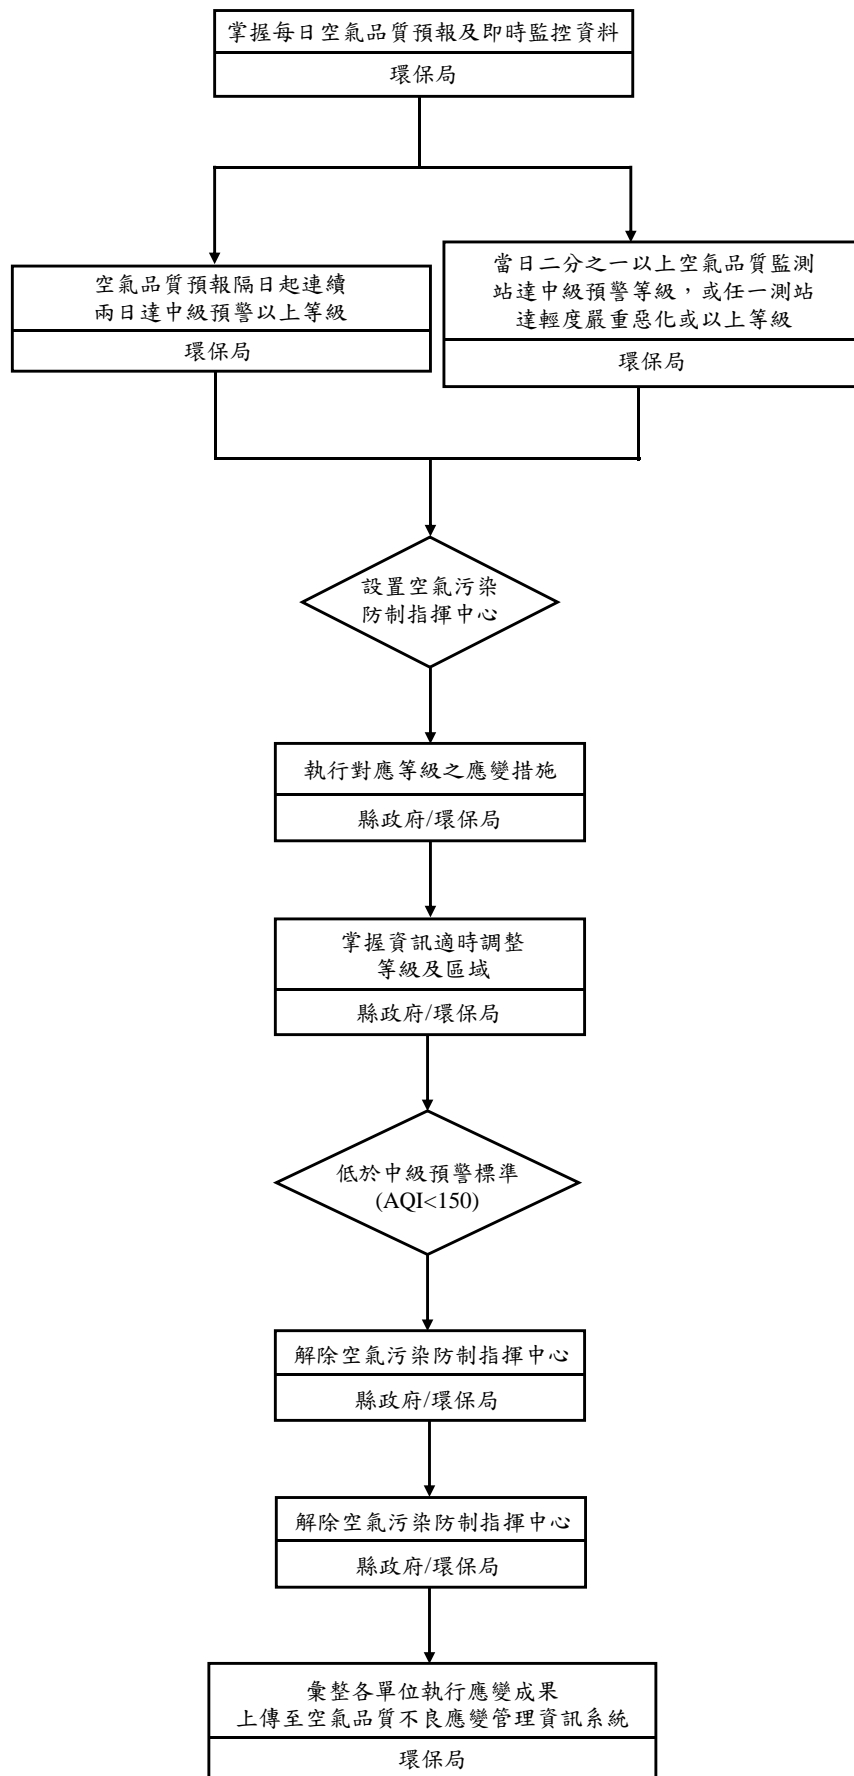 掌握每日空氣品質預報及即時監控資料
環保局
空氣品質預報隔日起連續
兩日達中級預警以上等級
環保局
當日二分之一以上空氣品質監測
站達中級預警等級，或任一測站
達輕度嚴重惡化或以上等級
環保局
設置空氣污染
防制指揮中心
執行對應等級之應變措施
縣政府/環保局
掌握資訊適時調整
等級及區域
縣政府/環保局
低於中級預警標準
(AQI<150)
解除空氣污染防制指揮中心
縣政府/環保局
解除空氣污染防制指揮中心
縣政府/環保局
彙整各單位執行應變成果
上傳至空氣品質不良應變管理資訊系統
環保局